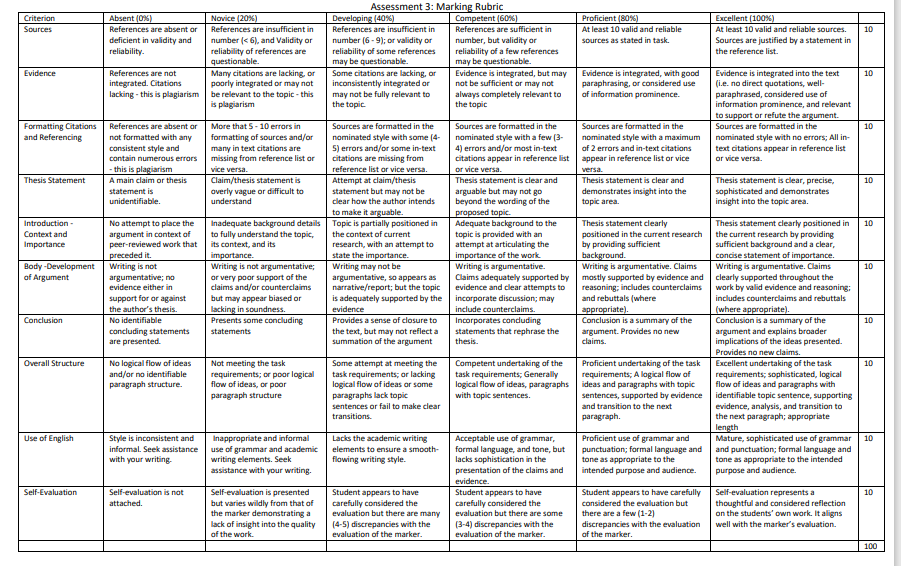 Assessment 3: Marking Rubric
Criterion Absent (0%) Novice (20%) Developing (40%) Competent (60%) Proficient (80%) Excellent (100%)
Sources References are absent or References are insufficient in References are insufficient in References are sufficient in At least 10 valid and reliable At least 10 valid and reliable sources. 10
deficient in validity and number (< 6), and Validity or number (6 - 9); or validity or number, but validity or sources as stated in task. Sources are justified by a statement in
reliability. reliability of references are reliability of some references reliability of a few references the reference list.
questionable. may be questionable. may be questionable.
Evidence References are not Many citations are lacking, or Some citations are lacking, or Evidence is integrated, but may Evidence is integrated, with good Evidence is integrated into the text 10
integrated. Citations poorly integrated or may not inconsistently integrated or not be sufficient or may not paraphrasing, or considered use (i.e. no direct quotations, well-
lacking - this is plagiarism be relevant to the topic - this may not be fully relevant to always completely relevant to of information prominence. paraphrased, considered use of
is plagiarism the topic. the topic information prominence, and relevant
to support or refute the argument.
Formatting Citations References are absent or More that 5 - 10 errors in Sources are formatted in the Sources are formatted in the Sources are formatted in the Sources are formatted in the 10
and Referencing not formatted with any formatting of sources and/or nominated style with some (4- nominated style with a few (3- nominated style with a maximum nominated style with no errors; All in-
consistent style and many in text citations are 5) errors and/or some in-text 4) errors and/or most in-text of 2 errors and in-text citations text citations appear in reference list
contain numerous errors missing from reference list or citations are missing from citations appear in reference list appear in reference list or vice or vice versa.
- this is plagiarism vice versa. reference list or vice versa. or vice versa. versa.
Thesis Statement A main claim or thesis Claim/thesis statement is Attempt at claim/thesis Thesis statement is clear and Thesis statement is clear and Thesis statement is clear, precise, 10
statement is overly vague or difficult to statement but may not be arguable but may not go demonstrates insight into the sophisticated and demonstrates
unidentifiable. understand clear how the author intends beyond the wording of the topic area. insight into the topic area.
to make it arguable. proposed topic.
Introduction - No attempt to place the Inadequate background details Topic is partially positioned in Adequate background to the Thesis statement clearly Thesis statement clearly positioned in 10
Context and argument in context of to fully understand the topic, the context of current topic is provided with an positioned in the current research the current research by providing
Importance peer-reviewed work that its context, and its research, with an attempt to attempt at articulating the by providing sufficient sufficient background and a clear,
preceded it. importance. state the importance. importance of the work. background. concise statement of importance.
Body -Development Writing is not Writing is not argumentative; Writing may not be Writing is argumentative. Writing is argumentative. Claims Writing is argumentative. Claims 10
of Argument argumentative; no or very poor support of the argumentative, so appears as Claims adequately supported by mostly supported by evidence and clearly supported throughout the
evidence either in claims and/or counterclaims narrative/report; but the topic evidence and clear attempts to reasoning; includes counterclaims work by valid evidence and reasoning;
support for or against but may appear biased or is adequately supported by the incorporate discussion; may and rebuttals (where includes counterclaims and rebuttals
the author's thesis. lacking in soundness. evidence include counterclaims. appropriate). (where appropriate).
Conclusion No identifiable Presents some concluding Provides a sense of closure to Incorporates concluding Conclusion is a summary of the Conclusion is a summary of the 10
concluding statements statements the text, but may not reflect a statements that rephrase the argument. Provides no new argument and explains broader
are presented. summation of the argument thesis. claims. implications of the ideas presented.
Provides no new claims.
Overall Structure No logical flow of ideas Not meeting the task Some attempt at meeting the Competent undertaking of the Proficient undertaking of the task Excellent undertaking of the task 10
and/or no identifiable requirements; or poor logical task requirements; or lacking task requirements; Generally requirements; A logical flow of requirements; sophisticated, logical
paragraph structure. flow of ideas, or poor logical flow of ideas or some logical flow of ideas, paragraphs ideas and paragraphs with topic flow of ideas and paragraphs with
paragraph structure paragraphs lack topic with topic sentences. sentences, supported by evidence identifiable topic sentence, supporting
sentences or fail to make clear and transition to the next evidence, analysis, and transition to
transitions. paragraph. the next paragraph; appropriate
length
Use of English Style is inconsistent and Inappropriate and informal Lacks the academic writing Acceptable use of grammar, Proficient use of grammar and Mature, sophisticated use of grammar 10
informal. Seek assistance use of grammar and academic elements to ensure a smooth- formal language, and tone, but punctuation; formal language and and punctuation; formal language and
with your writing. writing elements. Seek flowing writing style. lacks sophistication in the tone as appropriate to the tone as appropriate to the intended
assistance with your writing. presentation of the claims and intended purpose and audience. purpose and audience.
evidence.
Self-Evaluation Self-evaluation is not Self-evaluation is presented Student appears to have Student appears to have Student appears to have carefully Self-evaluation represents a 10
attached. but varies wildly from that of carefully considered the carefully considered the considered the evaluation but thoughtful and considered reflection
the marker demonstrating a evaluation but there are many evaluation but there are some there are a few (1-2) on the students' own work. It aligns
lack of insight into the quality (4-5) discrepancies with the (3-4) discrepancies with the discrepancies with the evaluation well with the marker's evaluation.
of the work. evaluation of the marker. evaluation of the marker. of the marker.
100